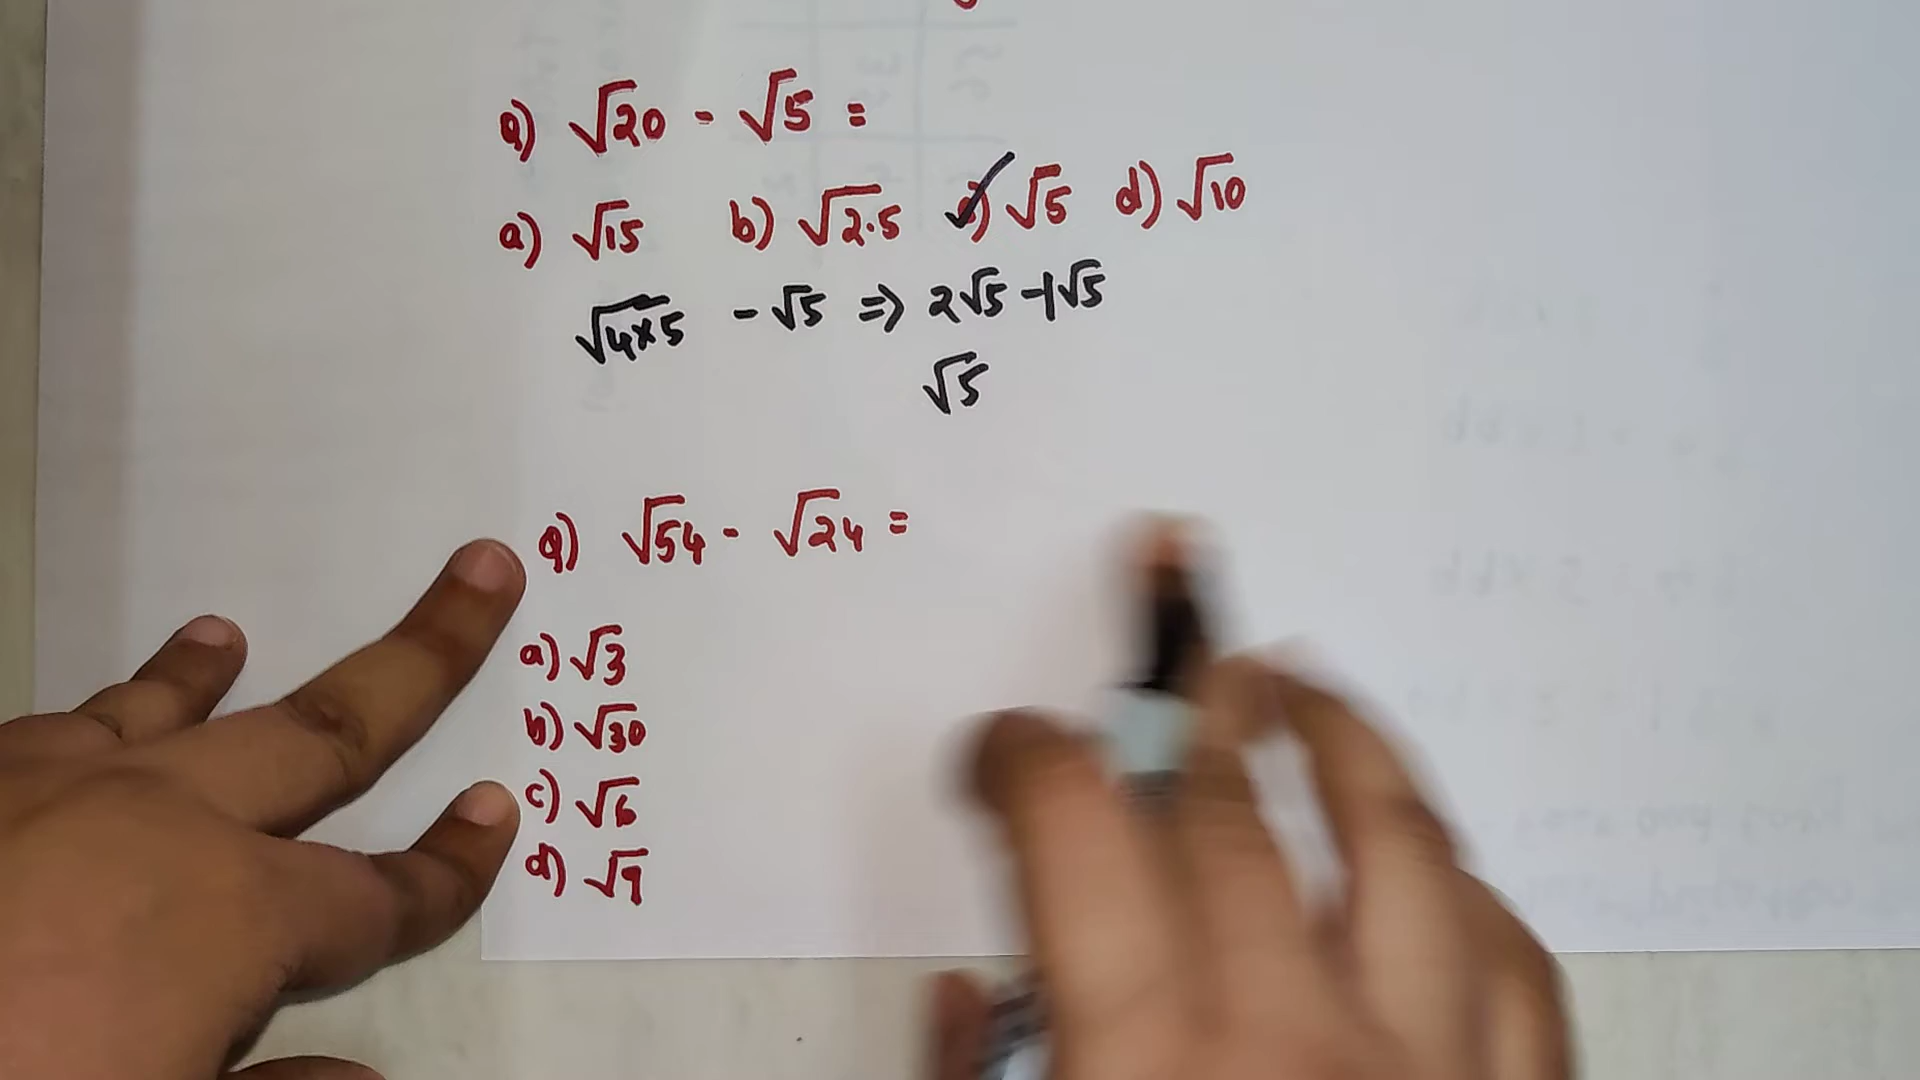 Q) √20 - √5 =
a) √15 b) √2.5 c) √5 d) √10
√4×5 - √5 => 2√5 - 1√5
√5
Q) √54 - √24 =
a) √3
b) √30
c) √6
d) √9